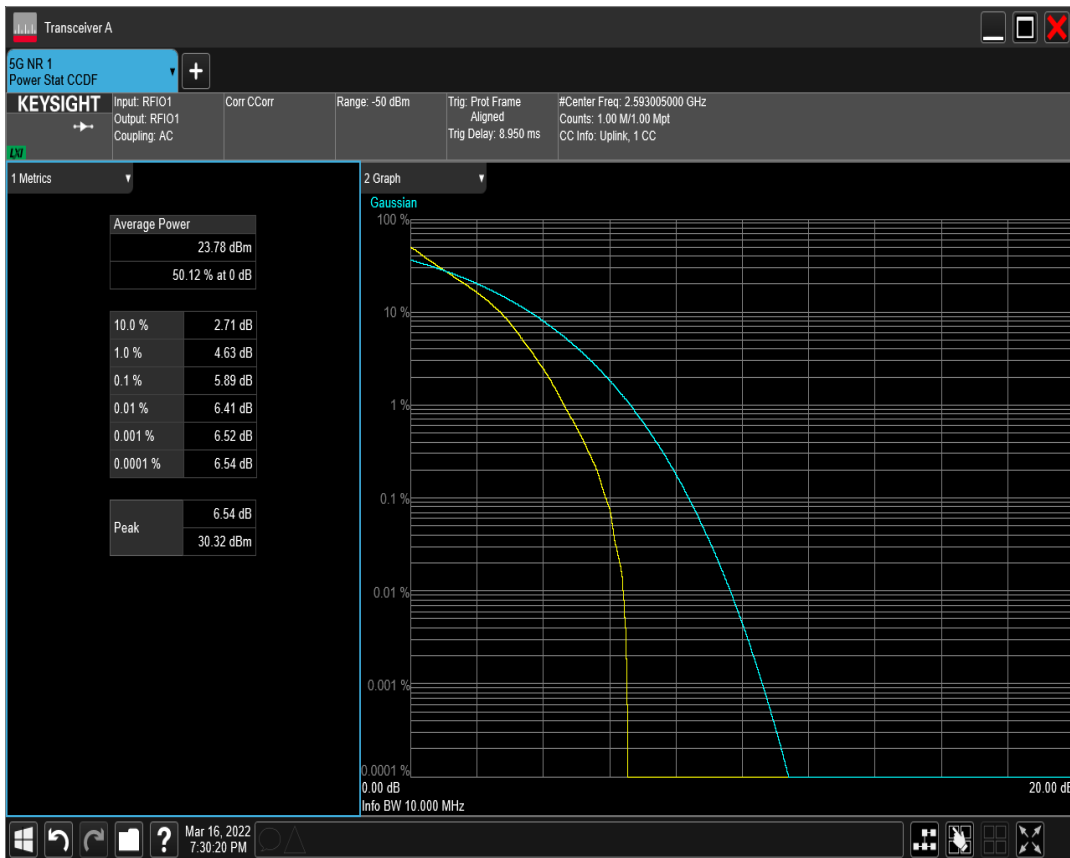 Transceiver A
5G NR 1
Power Stat CCDF
KEYSIGHT
LXI
Input: RFIO1
Output: RFIO1
Coupling: AC
Corr CCorr
Range: -50 dBm
Trig: Prot Frame
Aligned
Trig Delay: 8.950 ms
#Center Freq: 2.593005000 GHz
Counts: 1.00 M/1.00 Mpt
CC Info: Uplink, 1 CC
1 Metrics
Average Power
23.78 dBm
50.12 % at 0 dB
10.0 % 2.71 dB
1.0 % 4.63 dB
0.1 % 5.89 dB
0.01 % 6.41 dB
0.001 % 6.52 dB
0.0001 % 6.54 dB
Peak
6.54 dB
30.32 dBm
2 Graph
Gaussian
100 %
10 %
1 %
0.1 %
0.01 %
0.001 %
0.0001 %
0.00 dB 20.00 dB
Info BW 10.000 MHz
?
Mar 16, 2022
7:30:20 PM